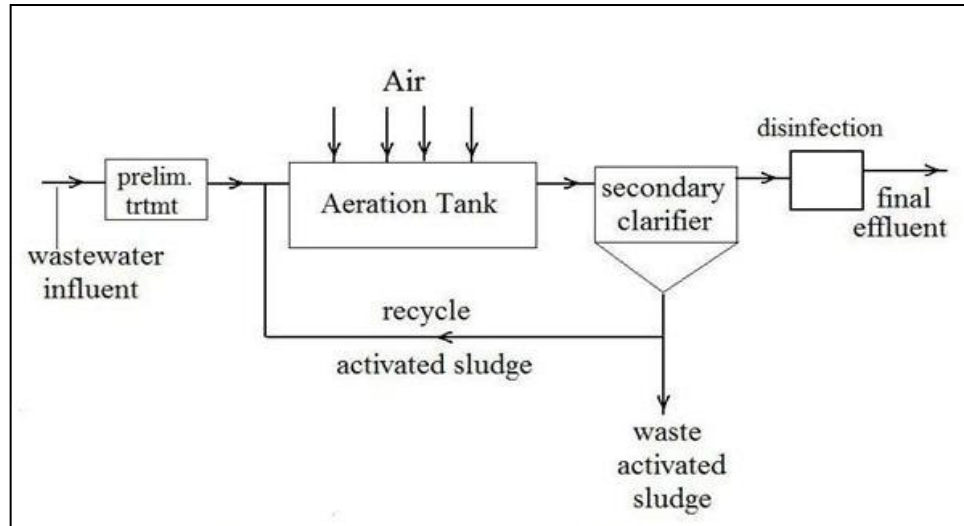 Air
disinfection
prelim.
trtmt
Aeration Tank
secondary
clarifier
final
effluent
wastewater
influent
recycle
activated sludge
waste
activated
sludge